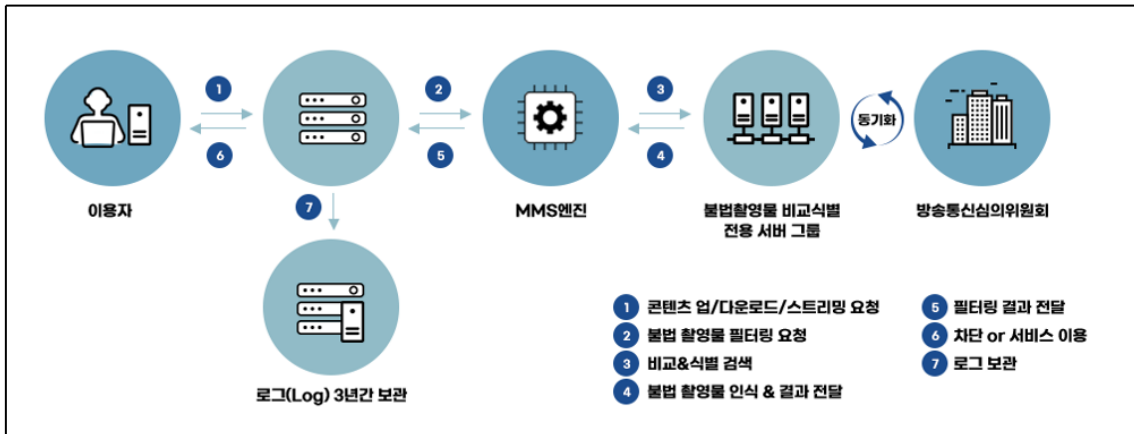 1
2
3
동기화
6
5
4
이용자
7
MMS엔진
불법촬영물 비교식별
전용 서버 그룹
방송통신심의위원회
로그(Log) 3년간 보관
1 콘텐츠 업/다운로드/스트리밍 요청
2 불법 촬영물 필터링 요청
3 비교&식별 검색
4 불법 촬영물 인식 & 결과 전달
5 필터링 결과 전달
6 차단 or 서비스 이용
7 로그 보관